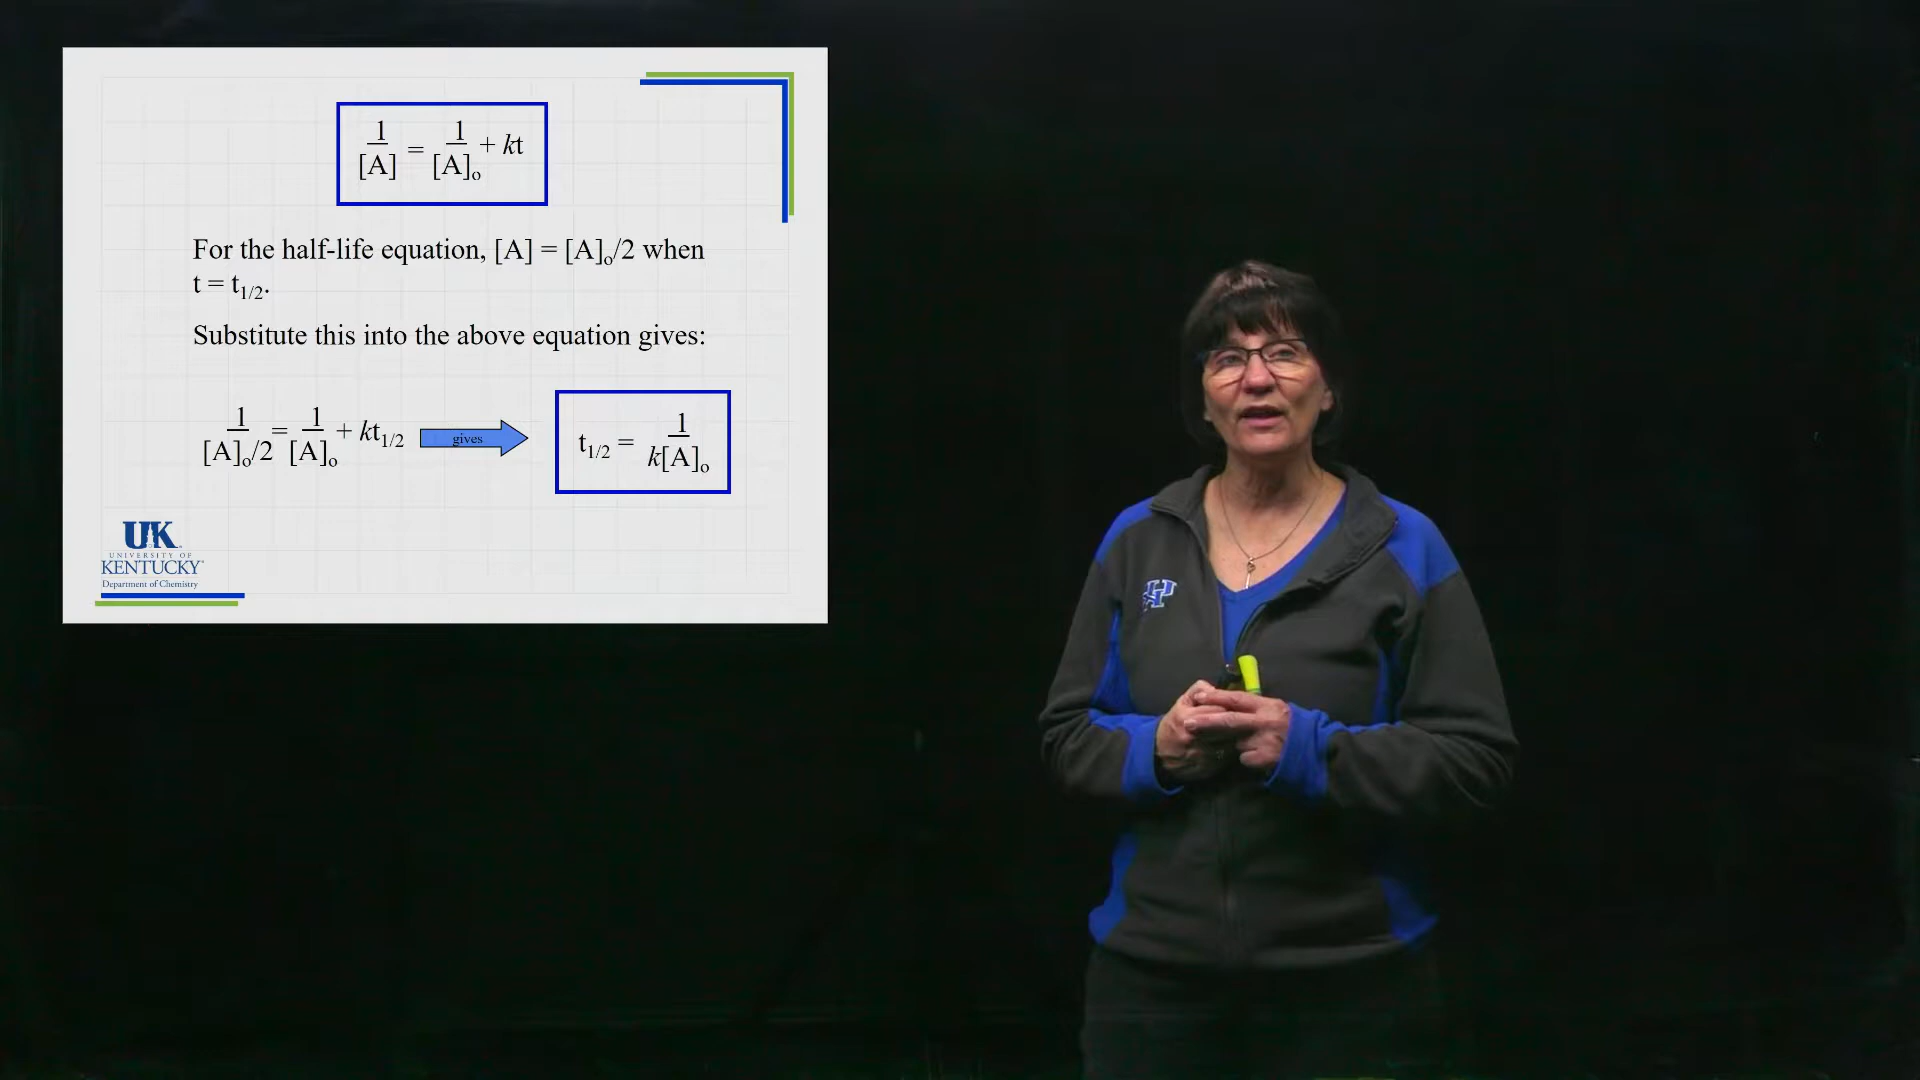 1/[A] = 1/[A]o + kt
For the half-life equation, [A] = [A]o/2 when
t = t1/2.
Substitute this into the above equation gives:
1/[A]o/2 = 1/[A]o + kt1/2
gives
t1/2 = 1/k[A]o
UK
UNIVERSITY OF
KENTUCKY
Department of Chemistry